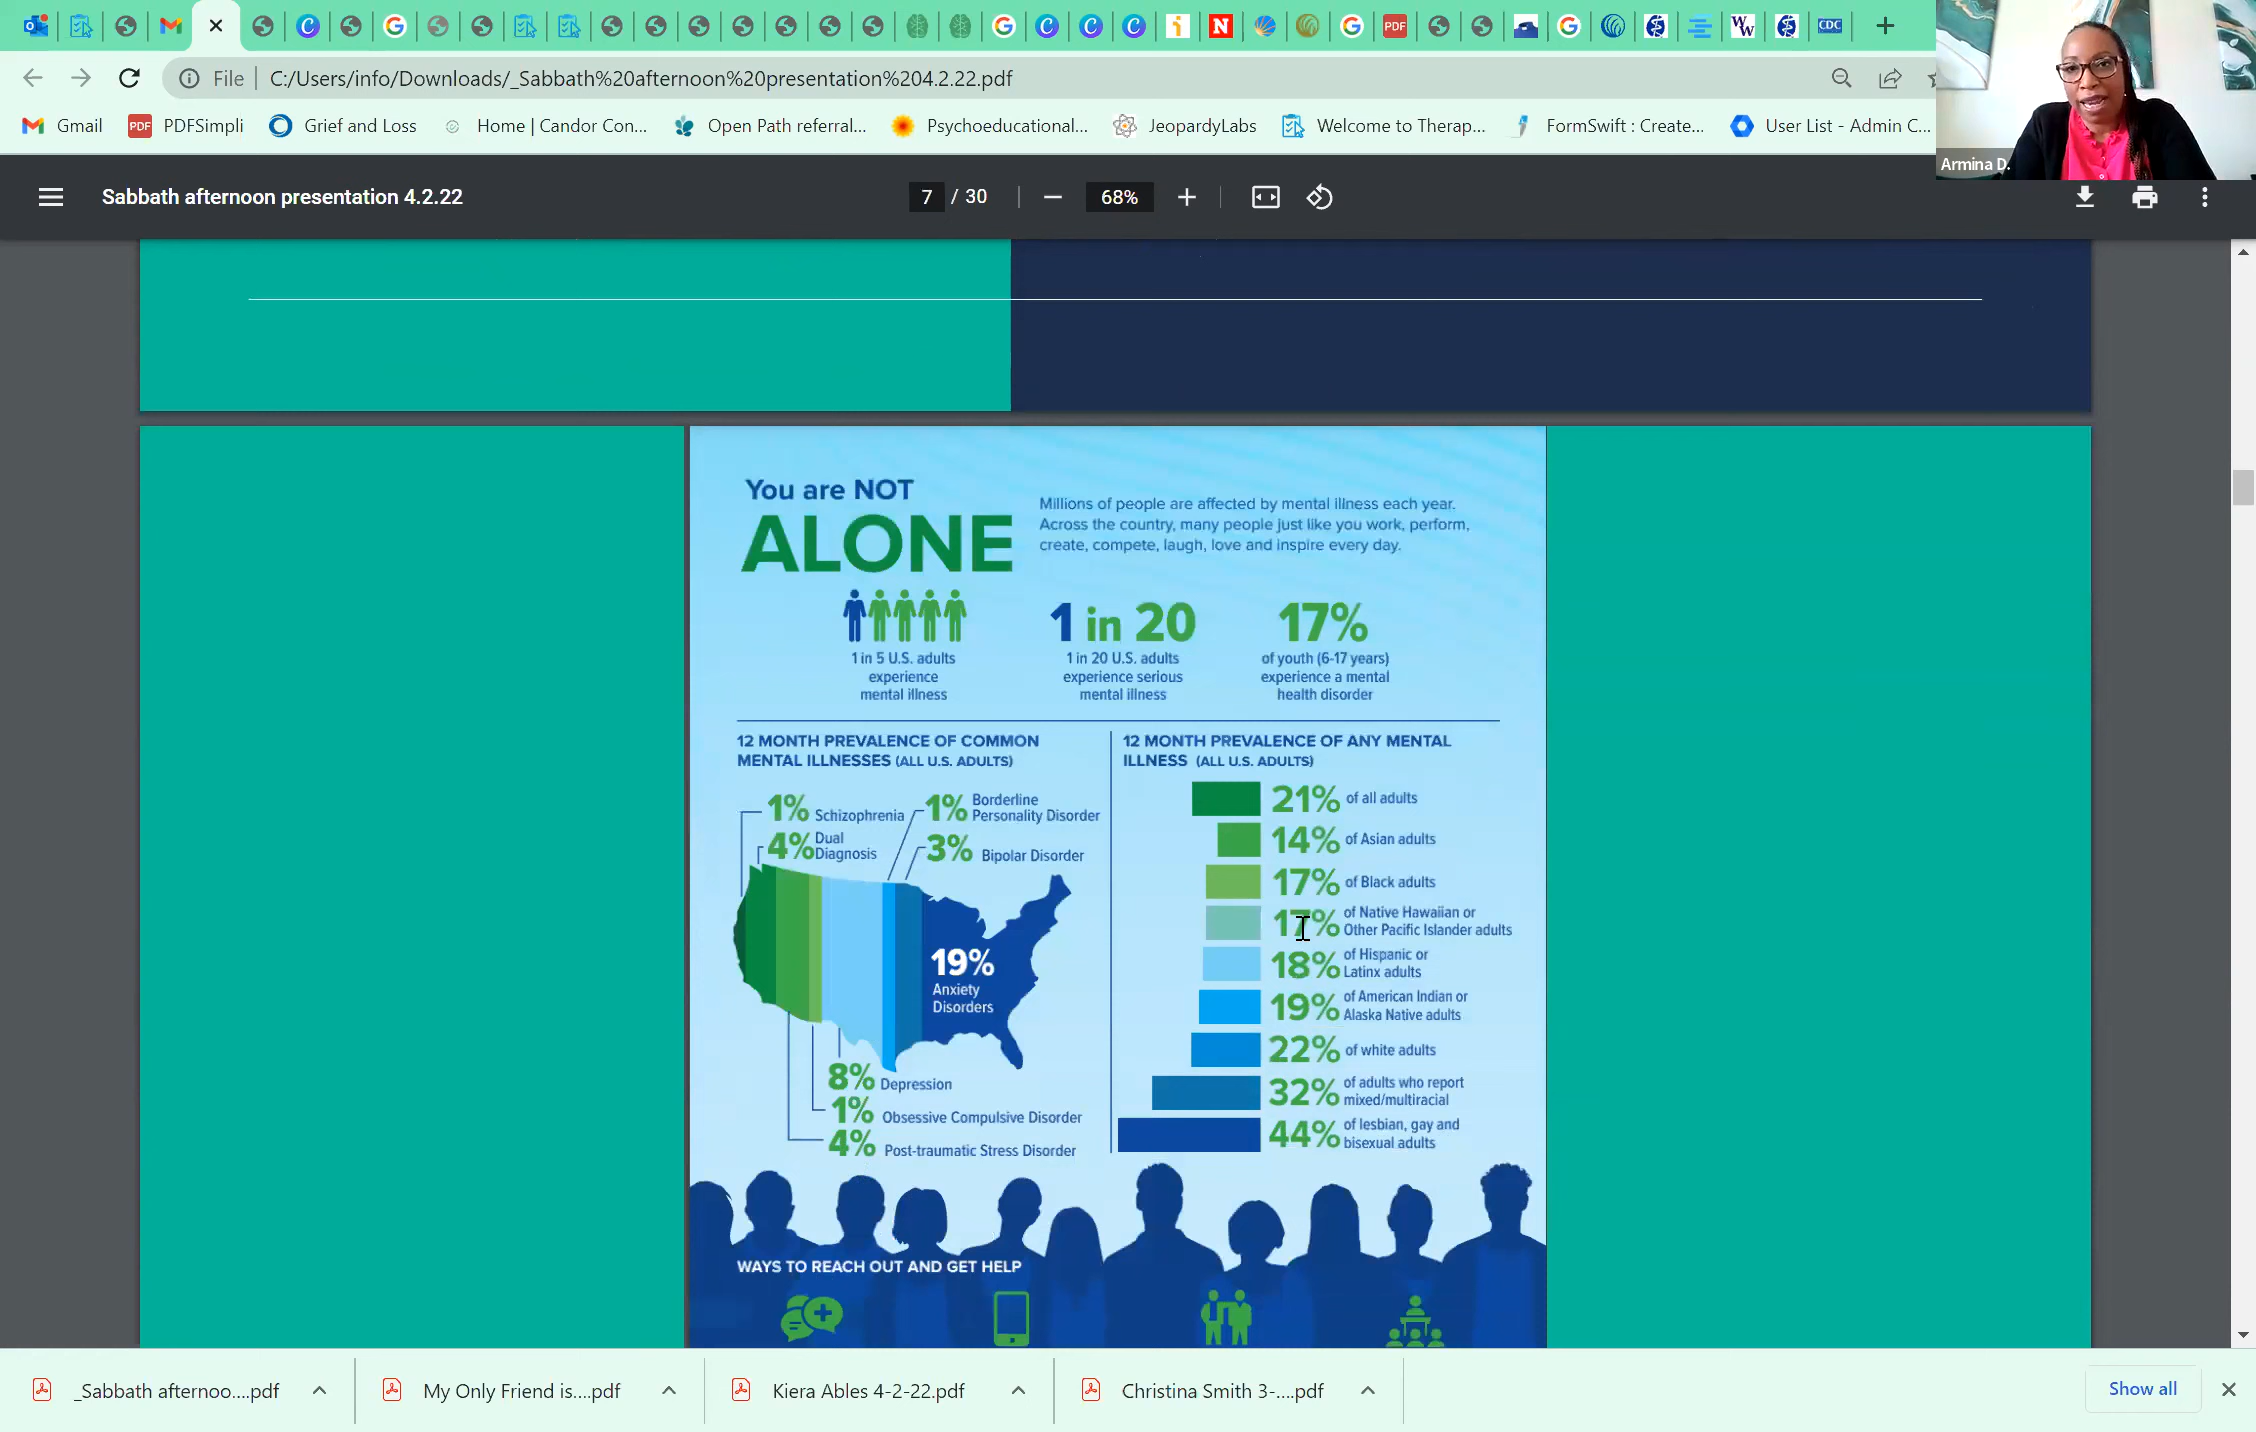 File
C:/Users/info/Downloads/_Sabbath%20afternoon%20presentation%204.2.22.pdf
Gmail
PDF PDFSimpli
Grief and Loss
Home | Candor Con...
Open Path referral...
Psychoeducational...
JeopardyLabs
Welcome to Therap...
FormSwift : Create...
User List - Admin C...
Armina D.
Sabbath afternoon presentation 4.2.22
7 / 30
68%
You are NOT
ALONE
Millions of people are affected by mental illness each year.
Across the country, many people just like you work, perform,
create, compete, laugh, love and inspire every day.
1 in 5 U.S. adults
experience
mental illness
1 in 20
1 in 20 U.S. adults
experience serious
mental illness
17%
of youth (6-17 years)
experience a mental
health disorder
12 MONTH PREVALENCE OF COMMON
MENTAL ILLNESSES (ALL U.S. ADULTS)
1% Schizophrenia
4% Dual
Diagnosis
1% Borderline
Personality Disorder
3% Bipolar Disorder
19%
Anxiety
Disorders
8% Depression
1% Obsessive Compulsive Disorder
4% Post-traumatic Stress Disorder
12 MONTH PREVALENCE OF ANY MENTAL
ILLNESS (ALL U.S. ADULTS)
21% of all adults
14% of Asian adults
17% of Black adults
17% of Native Hawaiian or
Other Pacific Islander adults
18% of Hispanic or
Latinx adults
19% of American Indian or
Alaska Native adults
22% of white adults
32% of adults who report
mixed/multiracial
44% of lesbian, gay and
bisexual adults
WAYS TO REACH OUT AND GET HELP
_Sabbath afternoo....pdf
My Only Friend is....pdf
Kiera Ables 4-2-22.pdf
Christina Smith 3-....pdf
Show all